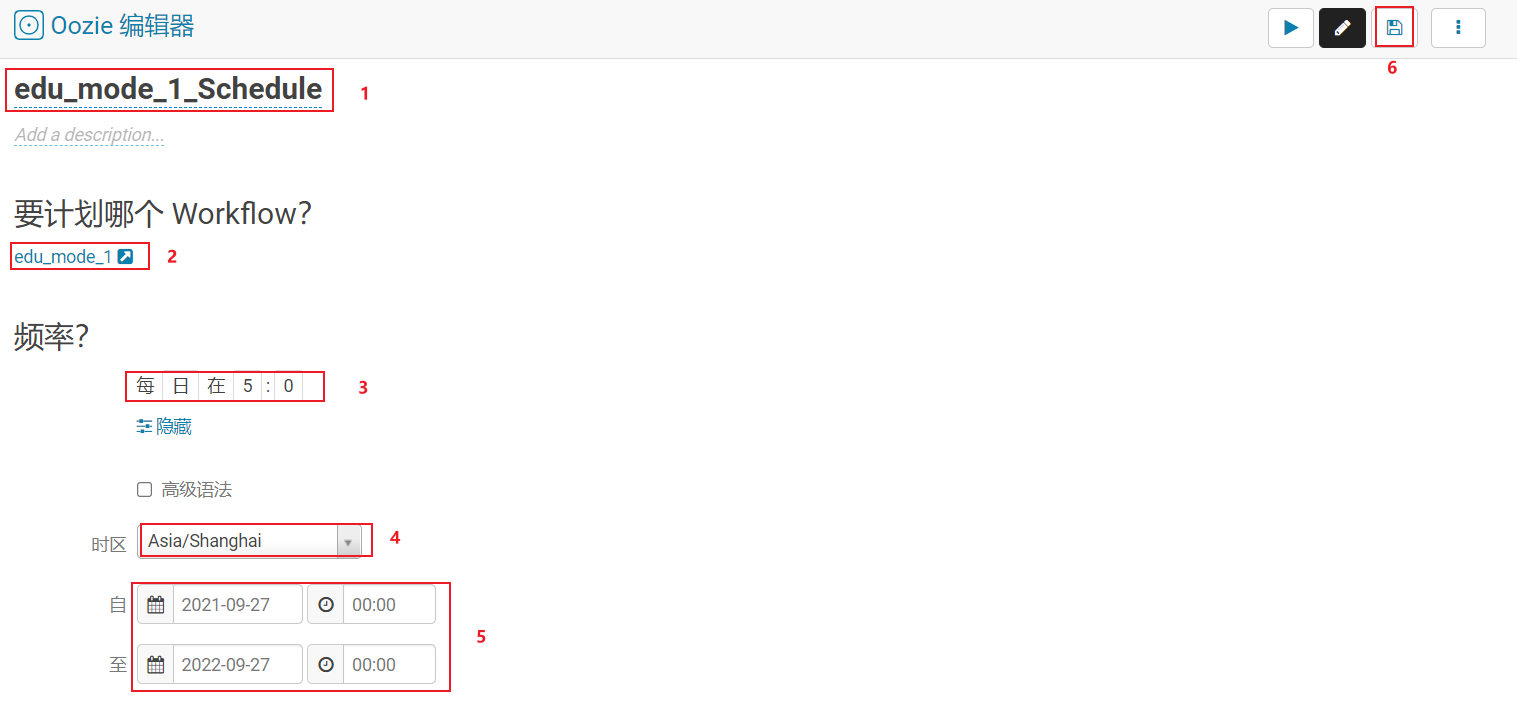 Oozie 编辑器
6
edu_mode_1_Schedule 1
Add a description...
要计划哪个 Workflow?
edu_mode_1 2
频率?
每 日 在 5 : 0 3
隐藏
高级语法
时区 Asia/Shanghai 4
自 2021-09-27 00:00
5
至 2022-09-27 00:00